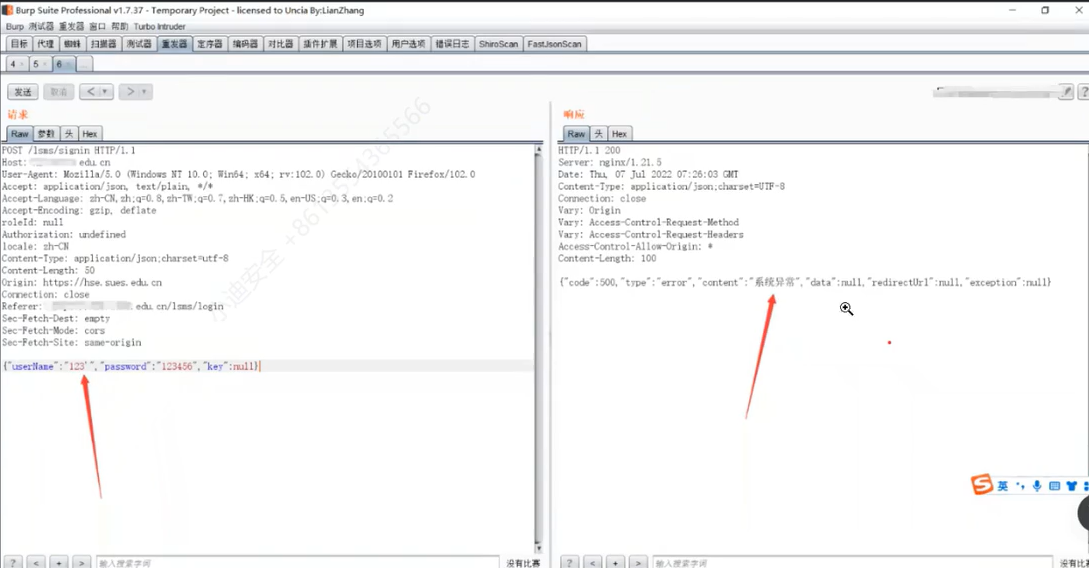 Burp Suite Professional v1.7.37 - Temporary Project - licensed to Uncia By:LianZhang
Burp 测试器 重发器 窗口 帮助 Turbo Intruder
目标 代理 蜘蛛 扫描器 测试器 重发器 定序器 编码器 对比器 插件扩展 项目选项 用户选项 错误日志 ShiroScan FastJsonScan
4 × 5 × 6 × ...
发送 取消 < ▼ > ▼ ?
请求
Raw 参数 头 Hex
POST /lsms/signin HTTP/1.1
Host: edu.cn
User-Agent: Mozilla/5.0 (Windows NT 10.0; Win64; x64; rv:102.0) Gecko/20100101 Firefox/102.0
Accept: application/json, text/plain, */*
Accept-Language: zh-CN,zh;q=0.8,zh-TW;q=0.7,zh-HK;q=0.5,en-US;q=0.3,en;q=0.2
Accept-Encoding: gzip, deflate
roleId: null
Authorization: undefined
locale: zh-CN
Content-Type: application/json;charset=utf-8
Content-Length: 50
Origin: https://hse.sues.edu.cn
Connection: close
Referer: .edu.cn/lsms/login
Sec-Fetch-Dest: empty
Sec-Fetch-Mode: cors
Sec-Fetch-Site: same-origin
{"userName":"123'","password":"123456","key":null}
? < + > 输入搜索字词 没有比赛
响应
Raw 头 Hex
HTTP/1.1 200
Server: nginx/1.21.5
Date: Thu, 07 Jul 2022 07:26:03 GMT
Content-Type: application/json;charset=UTF-8
Connection: close
Vary: Origin
Vary: Access-Control-Request-Method
Vary: Access-Control-Request-Headers
Access-Control-Allow-Origin: *
Content-Length: 100
{"code":500,"type":"error","content":"系统异常","data":null,"redirectUrl":null,"exception":null}
英
? < + > 输入搜索字词 没有比赛
小迪安全